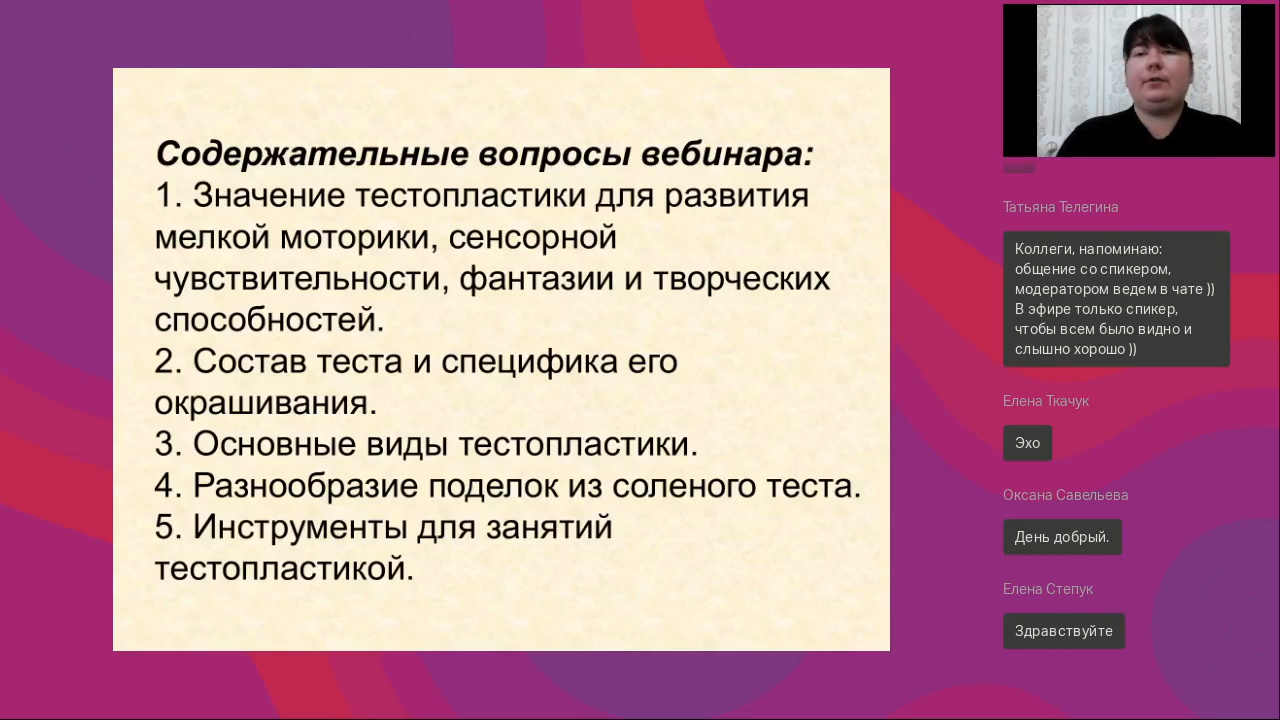 Содержательные вопросы вебинара:
1. Значение тестопластики для развития
мелкой моторики, сенсорной
чувствительности, фантазии и творческих
способностей.
2. Состав теста и специфика его
окрашивания.
3. Основные виды тестопластики.
4. Разнообразие поделок из соленого теста.
5. Инструменты для занятий
тестопластикой.
Татьяна Телегина
Коллеги, напоминаю:
общение со спикером,
модератором ведем в чате ))
В эфире только спикер,
чтобы всем было видно и
слышно хорошо ))
Елена Ткачук
Эхо
Оксана Савельева
День добрый.
Елена Степук
Здравствуйте